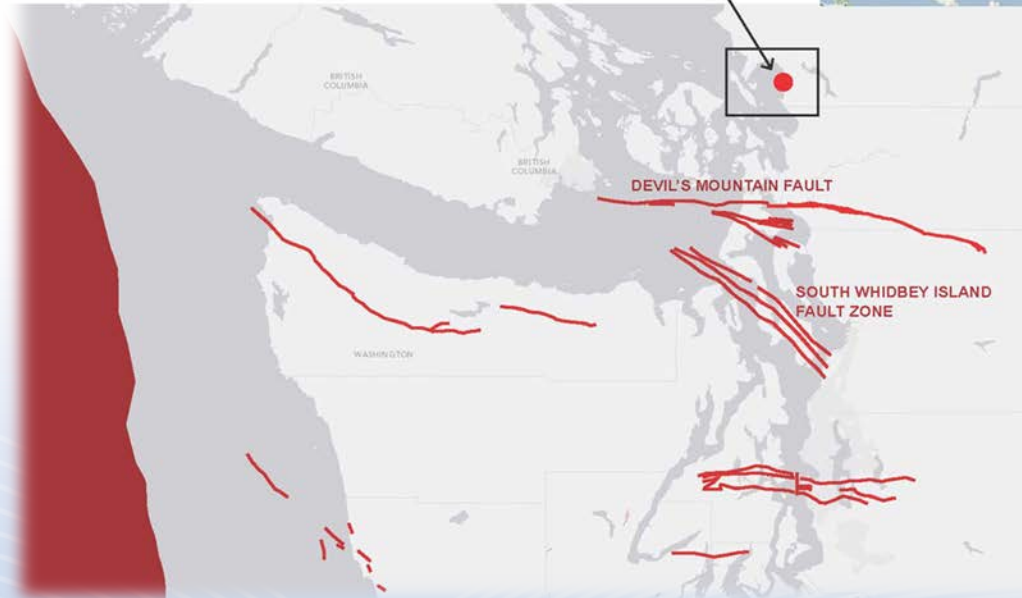 BRITISH
COLUMBIA
BRITISH
COLUMBIA
DEVIL'S MOUNTAIN FAULT
SOUTH WHIDBEY ISLAND
FAULT ZONE
WASHINGTON